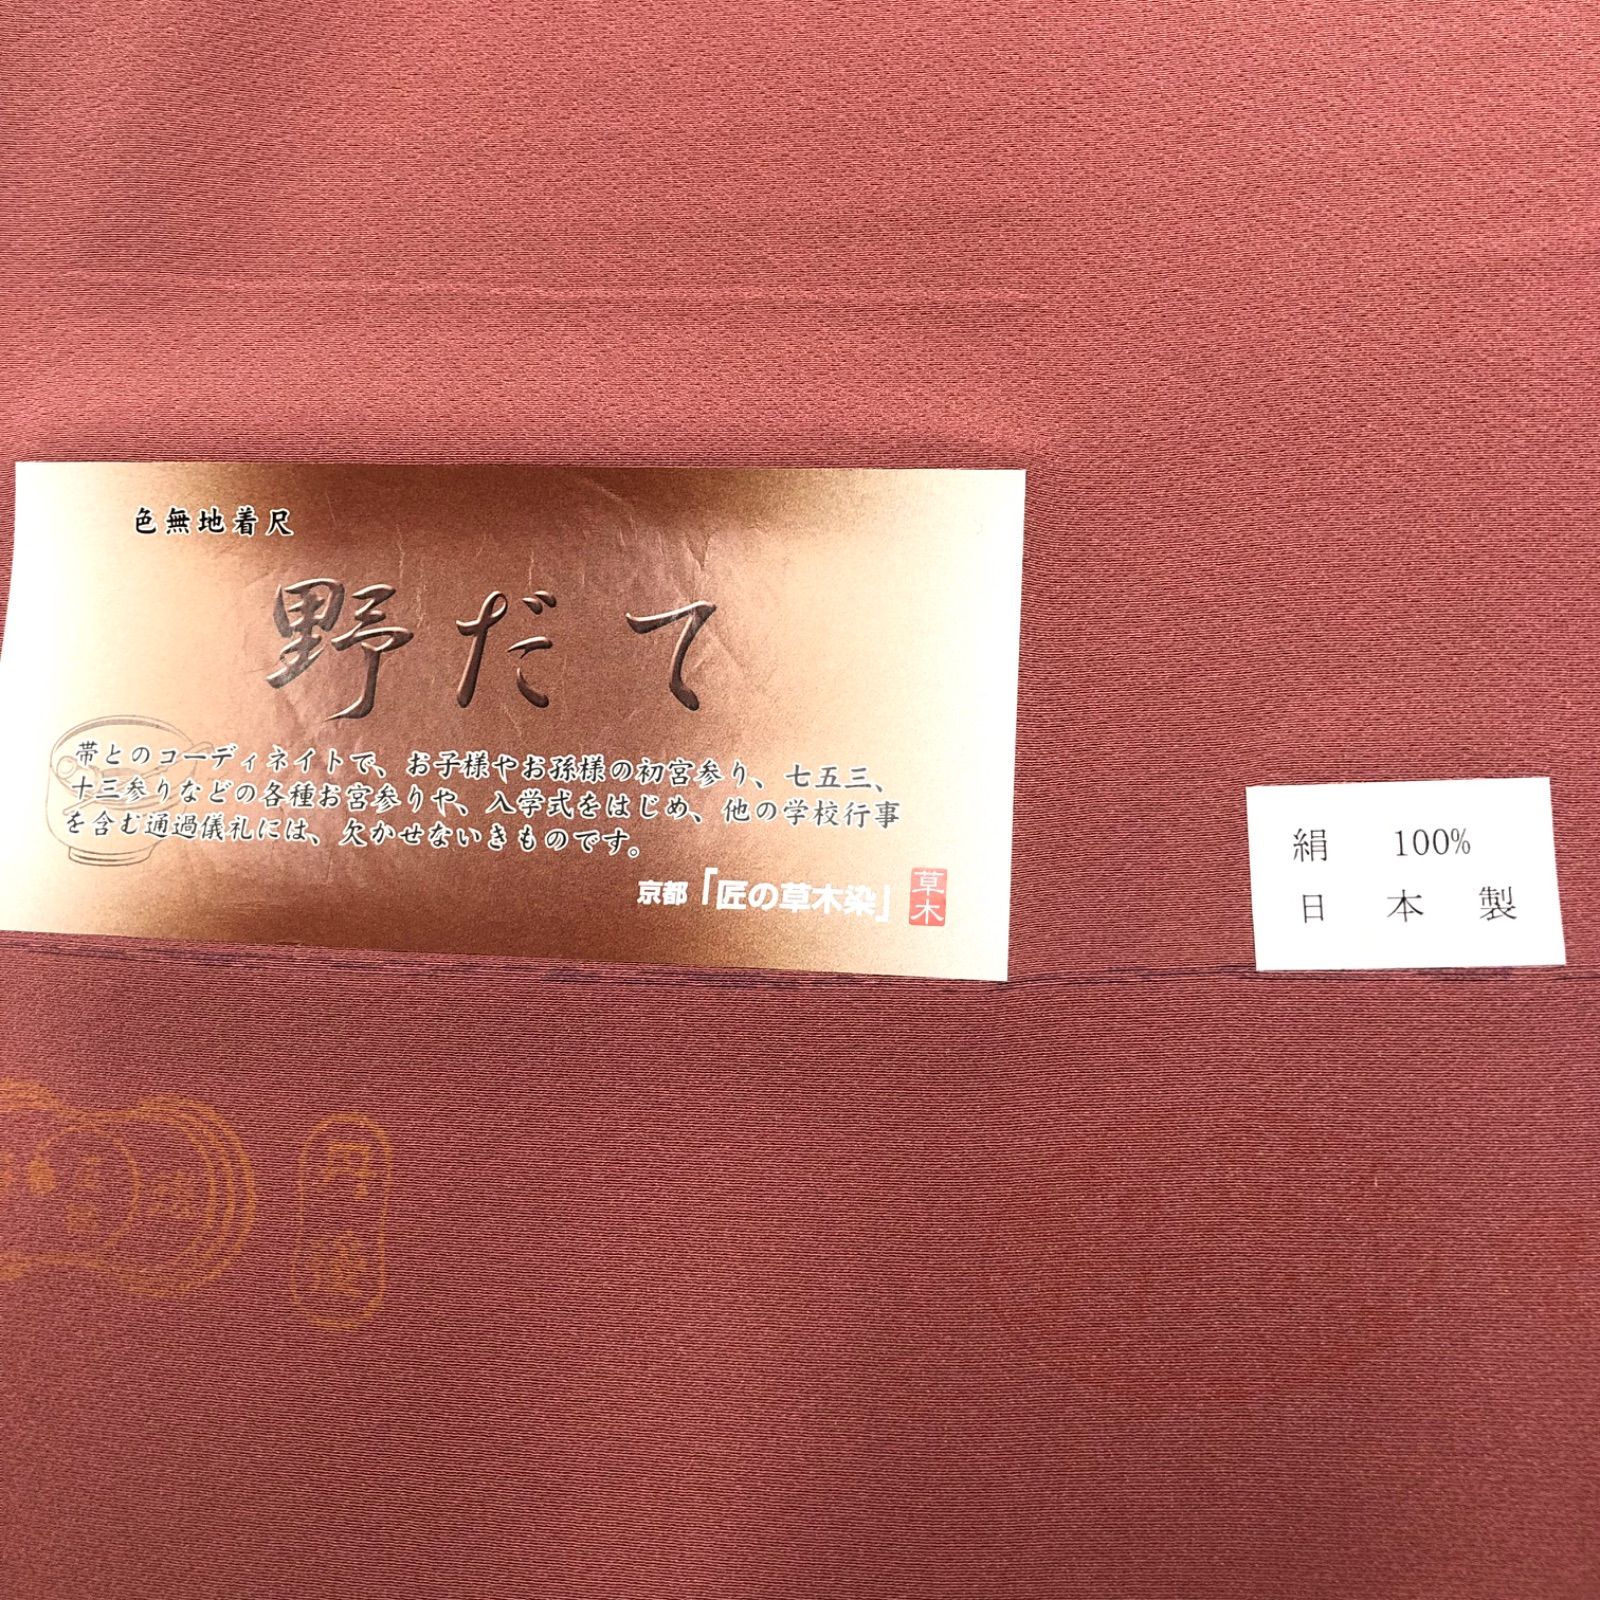 色無地着尺
野だて
帯とのコーディネイトで、お子様やお孫様の初宮参り、七五三、
十三参りなどの各種お宮参りや、入学式をはじめ、他の学校行事
を含む通過儀礼には、欠かせないきものです。
京都「匠の草木染」
草木
絹 100%
日本製
丹後